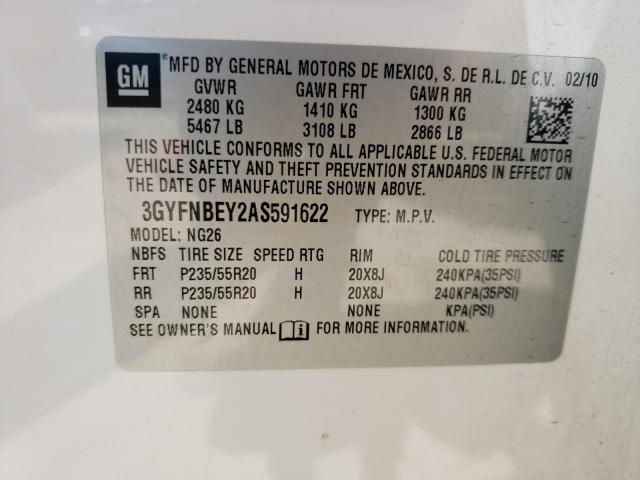 GM MFD BY GENERAL MOTORS DE MEXICO, S. DE R.L. DE C.V. 02/10
GVWR GAWR FRT GAWR RR
2480 KG 1410 KG 1300 KG
5467 LB 3108 LB 2866 LB
THIS VEHICLE CONFORMS TO ALL APPLICABLE U.S. FEDERAL MOTOR
VEHICLE SAFETY AND THEFT PREVENTION STANDARDS IN EFFECT ON
THE DATE OF MANUFACTURE SHOWN ABOVE.
3GYFNBEY2AS591622 TYPE: M.P.V.
MODEL: NG26
NBFS TIRE SIZE SPEED RTG RIM COLD TIRE PRESSURE
FRT P235/55R20 H 20X8J 240KPA(35PSI)
RR P235/55R20 H 20X8J 240KPA(35PSI)
SPA NONE NONE KPA(PSI)
SEE OWNER'S MANUAL i FOR MORE INFORMATION.